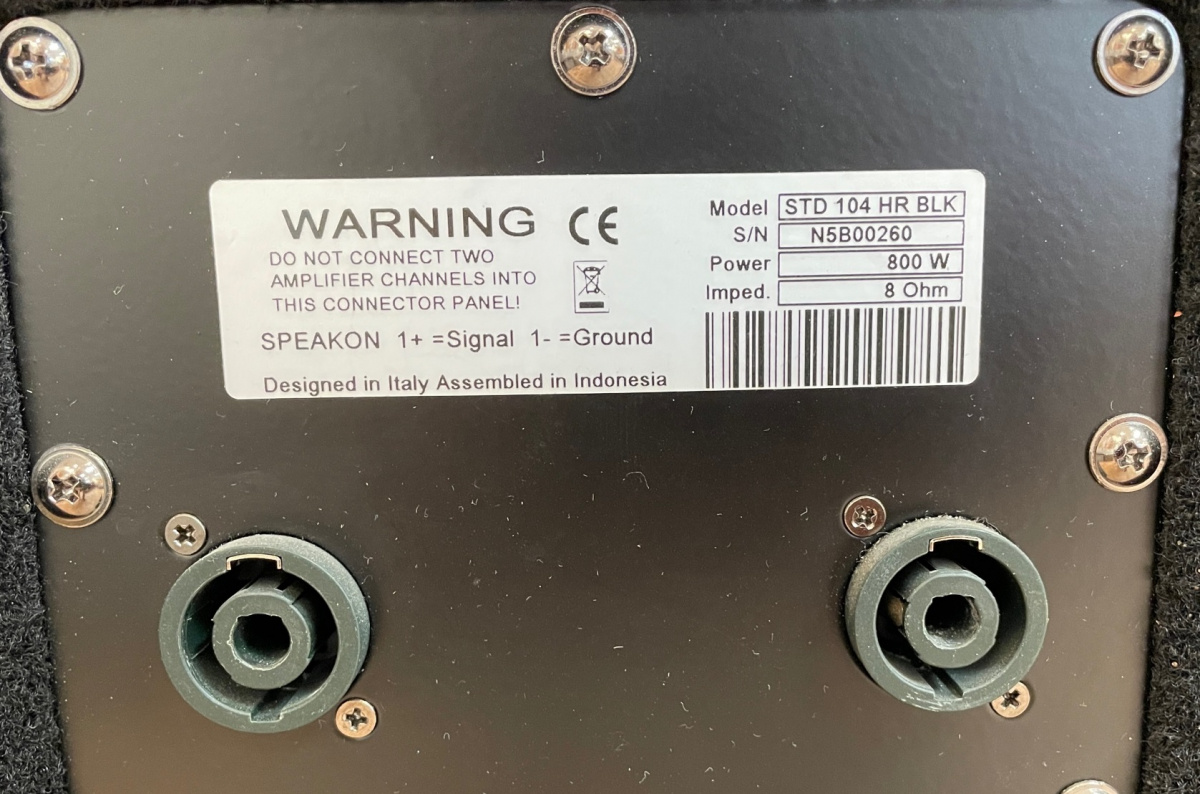 WARNING CE
DO NOT CONNECT TWO
AMPLIFIER CHANNELS INTO
THIS CONNECTOR PANEL!
SPEAKON 1+ =Signal 1- =Ground
Designed in Italy Assembled in Indonesia
Model STD 104 HR BLK
S/N N5B00260
Power 800 W
Imped. 8 Ohm